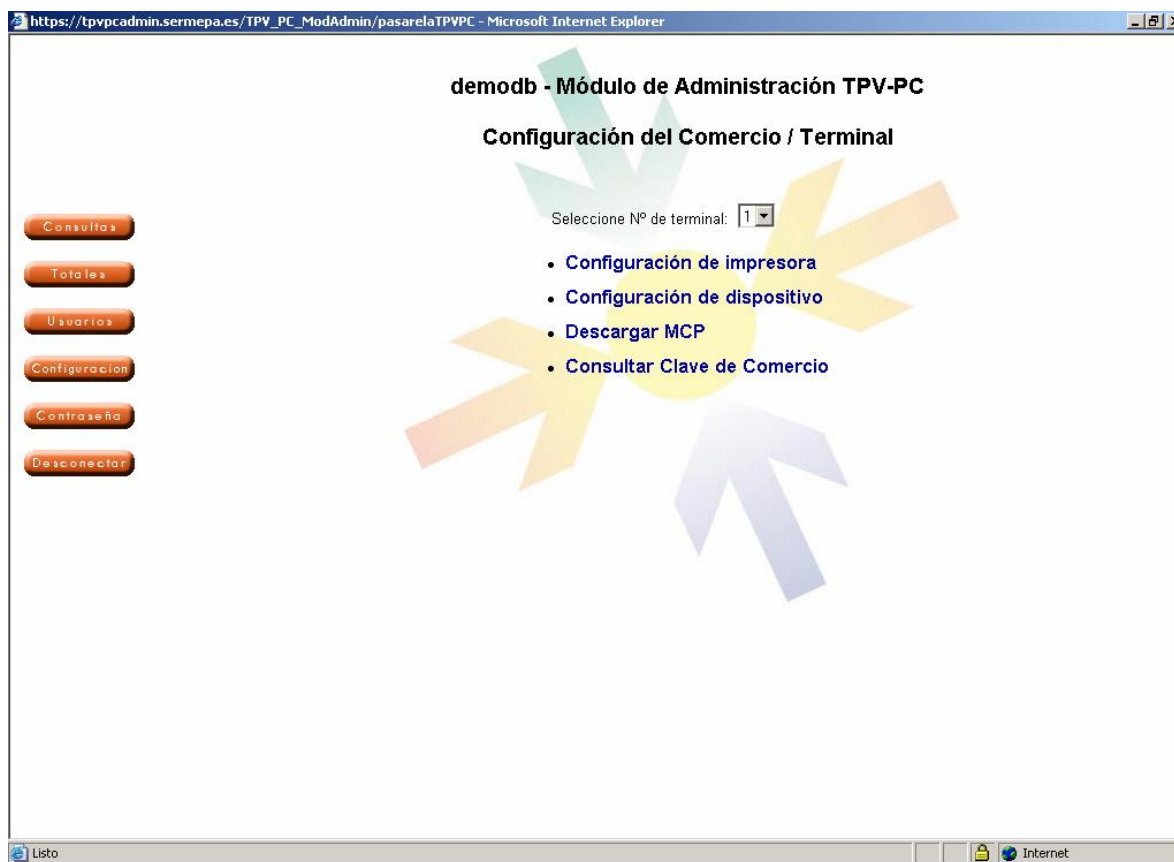 https://tpvpcadmin.sermepa.es/TPV_PC_ModAdmin/pasarelaTPVPC - Microsoft Internet Explorer
demodb - Módulo de Administración TPV-PC
Configuración del Comercio / Terminal
Seleccione Nº de terminal: 1
Consultas
Totales
Usuarios
Configuracion
Contraseña
Desconectar
• Configuración de impresora
• Configuración de dispositivo
• Descargar MCP
• Consultar Clave de Comercio
Listo
Internet